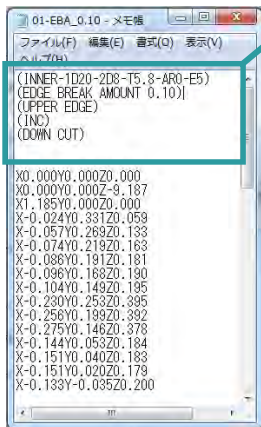 01-EBA_0.10 - メモ帳
ファイル(F) 編集(E) 書式(O) 表示(V)
ヘルプ(H)
(INNER-1D20-2D8-T5.8-AR0-E5)
(EDGE BREAK AMOUNT 0.10)
(UPPER EDGE)
(INC)
(DOWN CUT)
X0.000Y0.000Z0.000
X0.000Y0.000Z-9.187
X1.185Y0.000Z0.000
X-0.024Y0.331Z0.059
X-0.057Y0.269Z0.133
X-0.074Y0.219Z0.163
X-0.086Y0.191Z0.181
X-0.096Y0.168Z0.190
X-0.104Y0.149Z0.195
X-0.230Y0.253Z0.395
X-0.256Y0.199Z0.392
X-0.275Y0.146Z0.378
X-0.144Y0.053Z0.184
X-0.151Y0.040Z0.183
X-0.151Y0.020Z0.179
X-0.133Y-0.035Z0.200